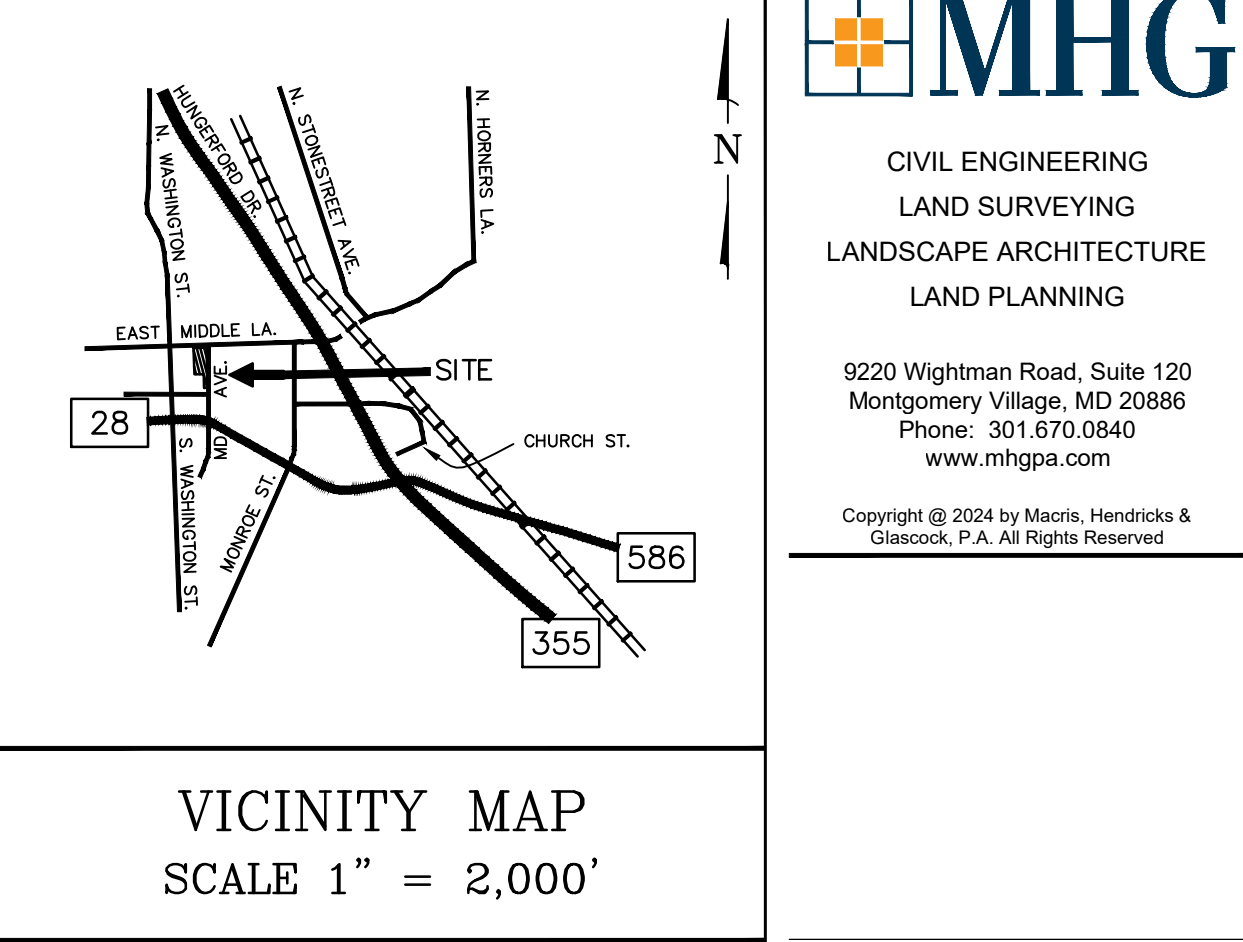 N. WASHINGTON ST.
HUNGERFORD DR.
N. STONESTREET AVE.
N. HORNERS LA.
N
EAST MIDDLE LA.
MD. AVE.
SITE
28
CHURCH ST.
S. WASHINGTON ST.
MONROE ST.
586
355
VICINITY MAP
SCALE 1" = 2,000'
MHG
CIVIL ENGINEERING
LAND SURVEYING
LANDSCAPE ARCHITECTURE
LAND PLANNING
9220 Wightman Road, Suite 120
Montgomery Village, MD 20886
Phone: 301.670.0840
www.mhgpa.com
Copyright @ 2024 by Macris, Hendricks &
Glascock, P.A. All Rights Reserved